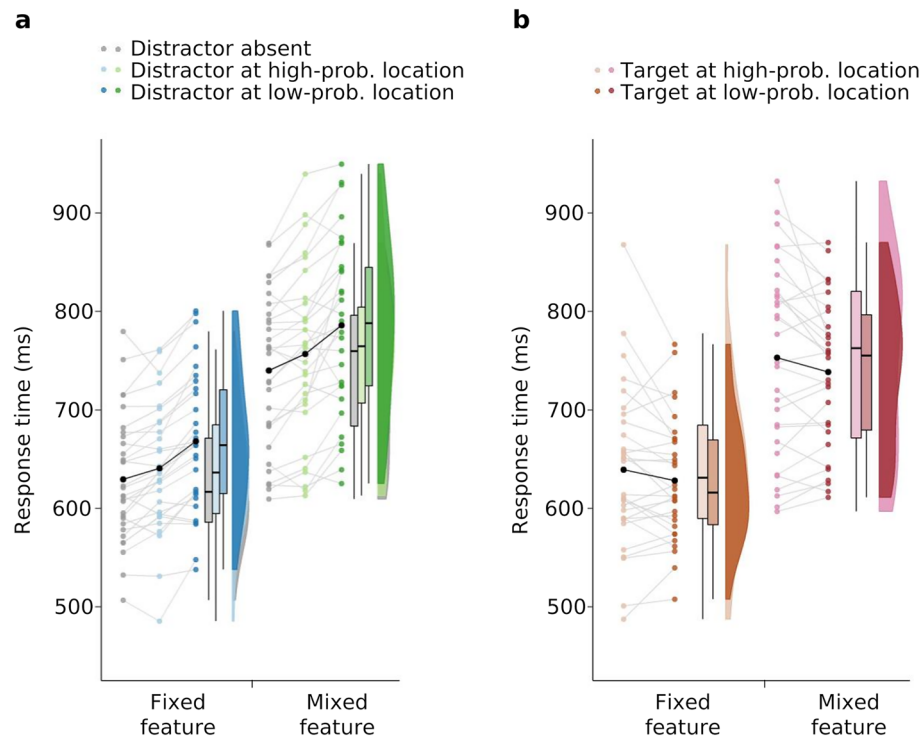 a
Distractor absent
Distractor at high-prob. location
Distractor at low-prob. location
Response time (ms)
900
800
700
600
500
Fixed
feature
Mixed
feature
b
Target at high-prob. location
Target at low-prob. location
Response time (ms)
900
800
700
600
500
Fixed
feature
Mixed
feature